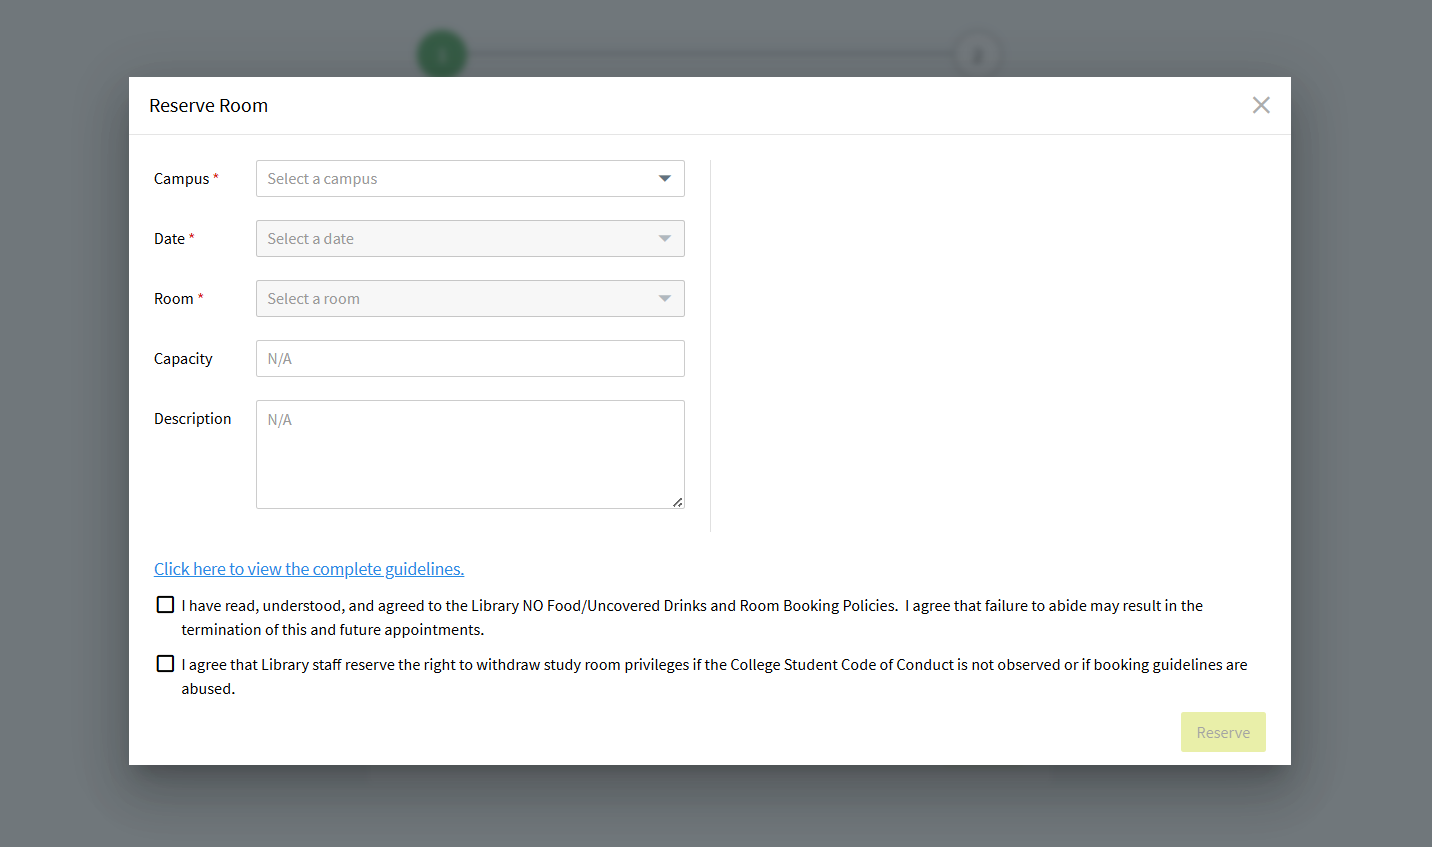 Reserve Room
Campus *
Select a campus
Date *
Select a date
Room *
Select a room
Capacity
N/A
Description
N/A
Click here to view the complete guidelines.
I have read, understood, and agreed to the Library NO Food/Uncovered Drinks and Room Booking Policies.  I agree that failure to abide may result in the
termination of this and future appointments.
I agree that Library staff reserve the right to withdraw study room privileges if the College Student Code of Conduct is not observed or if booking guidelines are
abused.
Reserve